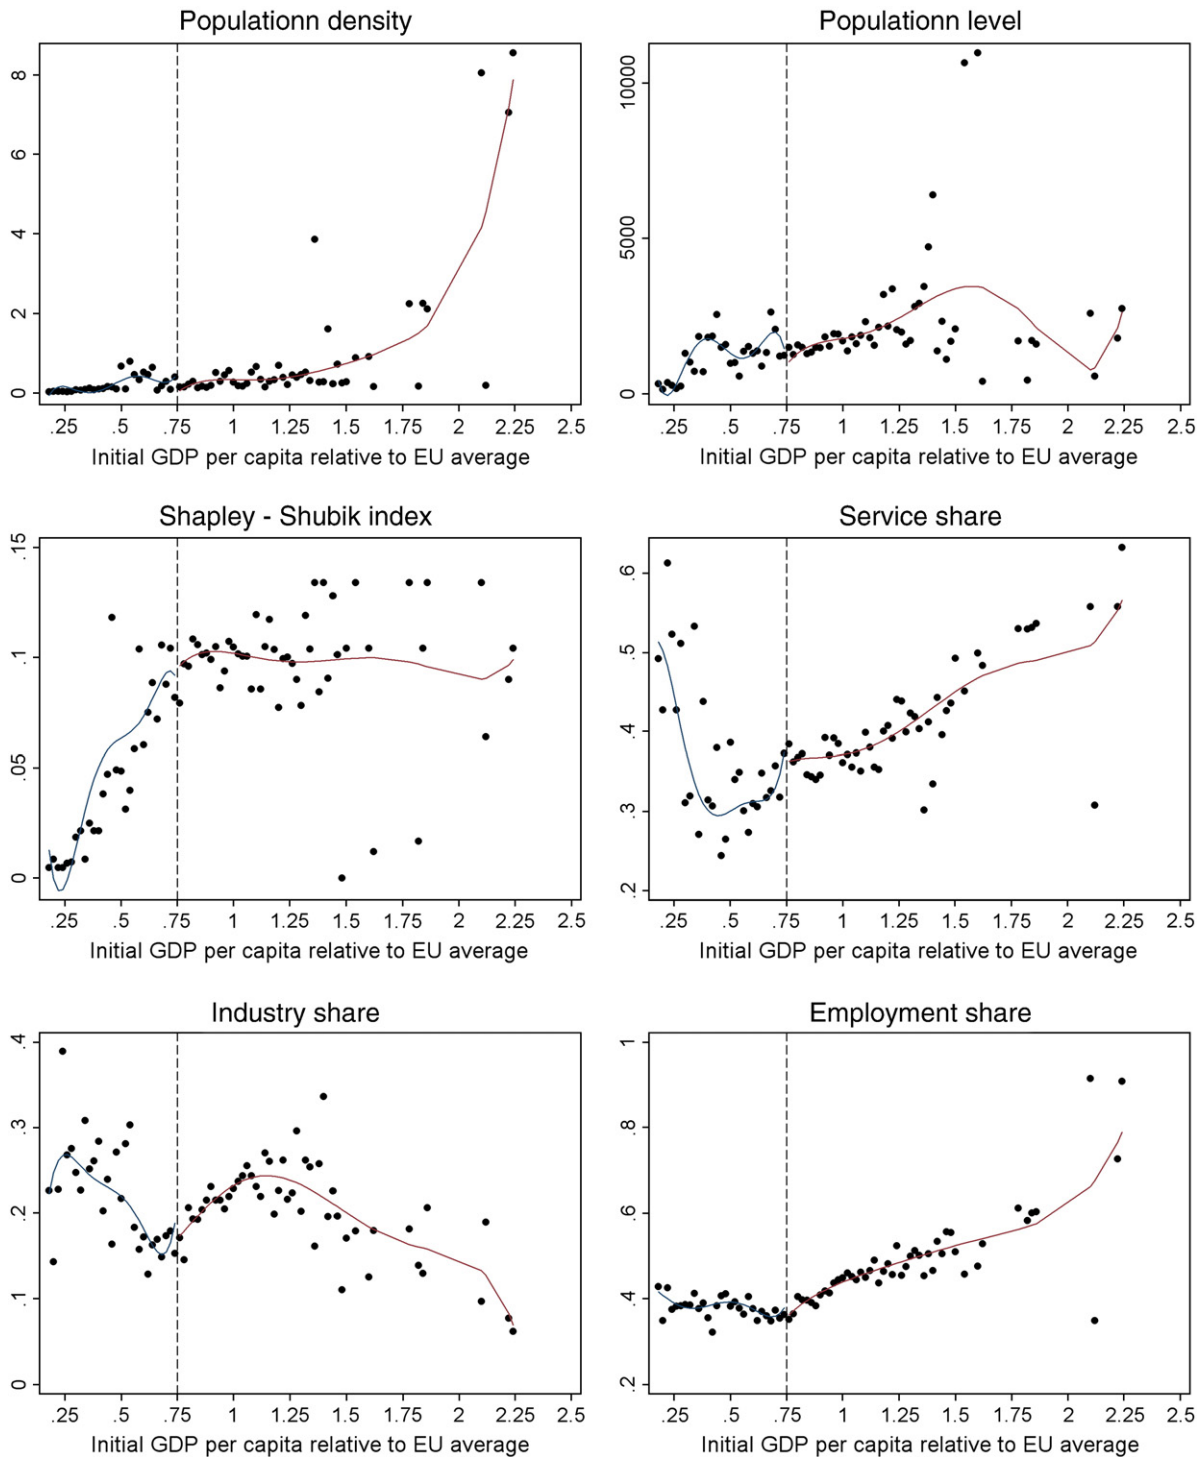 Populationn density
8
6
4
2
0
.25 .5 .75 1 1.25 1.5 1.75 2 2.25 2.5
Initial GDP per capita relative to EU average
Populationn level
10000
5000
0
.25 .5 .75 1 1.25 1.5 1.75 2 2.25 2.5
Initial GDP per capita relative to EU average
Shapley - Shubik index
.15
.1
.05
0
.25 .5 .75 1 1.25 1.5 1.75 2 2.25 2.5
Initial GDP per capita relative to EU average
Service share
.6
.5
.4
.3
.2
.25 .5 .75 1 1.25 1.5 1.75 2 2.25 2.5
Initial GDP per capita relative to EU average
Industry share
.4
.3
.2
.1
0
.25 .5 .75 1 1.25 1.5 1.75 2 2.25 2.5
Initial GDP per capita relative to EU average
Employment share
1
.8
.6
.4
.2
.25 .5 .75 1 1.25 1.5 1.75 2 2.25 2.5
Initial GDP per capita relative to EU average